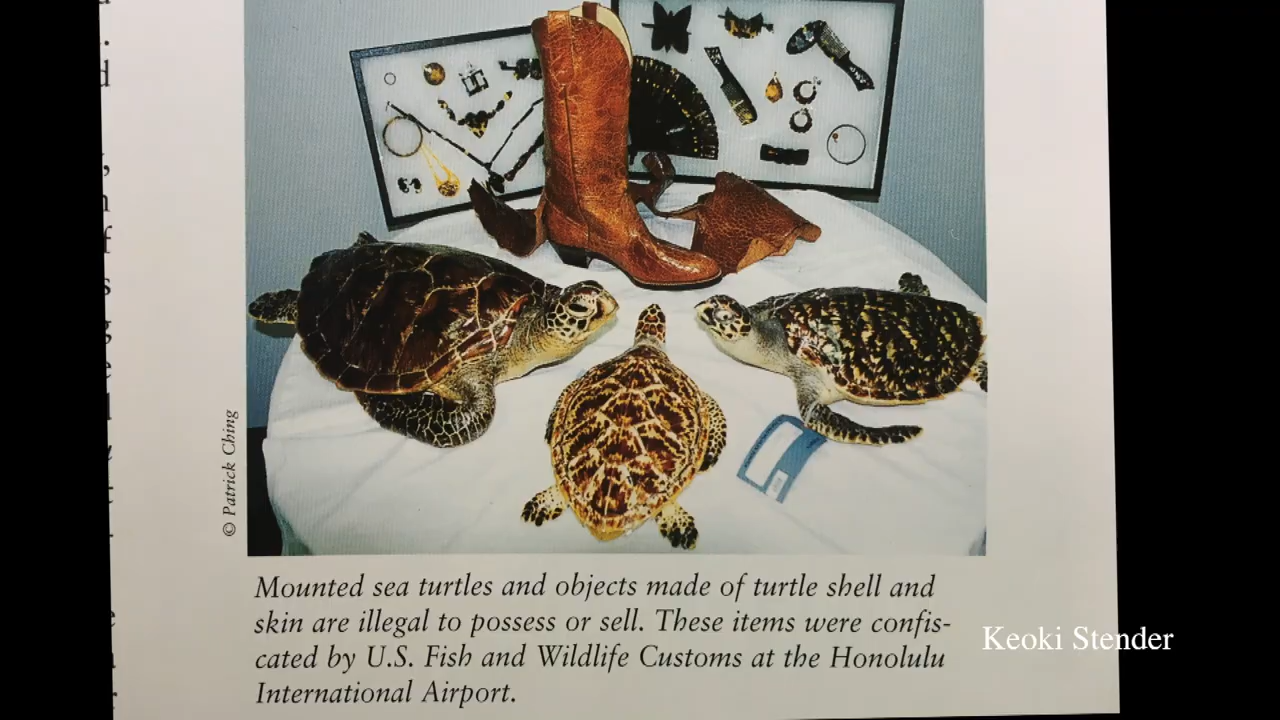 © Patrick Ching
Mounted sea turtles and objects made of turtle shell and
skin are illegal to possess or sell. These items were confis-
cated by U.S. Fish and Wildlife Customs at the Honolulu
International Airport.
Keoki Stender